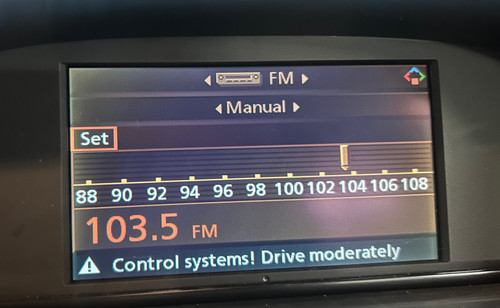 FM
Manual
Set
88 90 92 94 96 98 100 102 104 106 108
103.5 FM
Control systems! Drive moderately